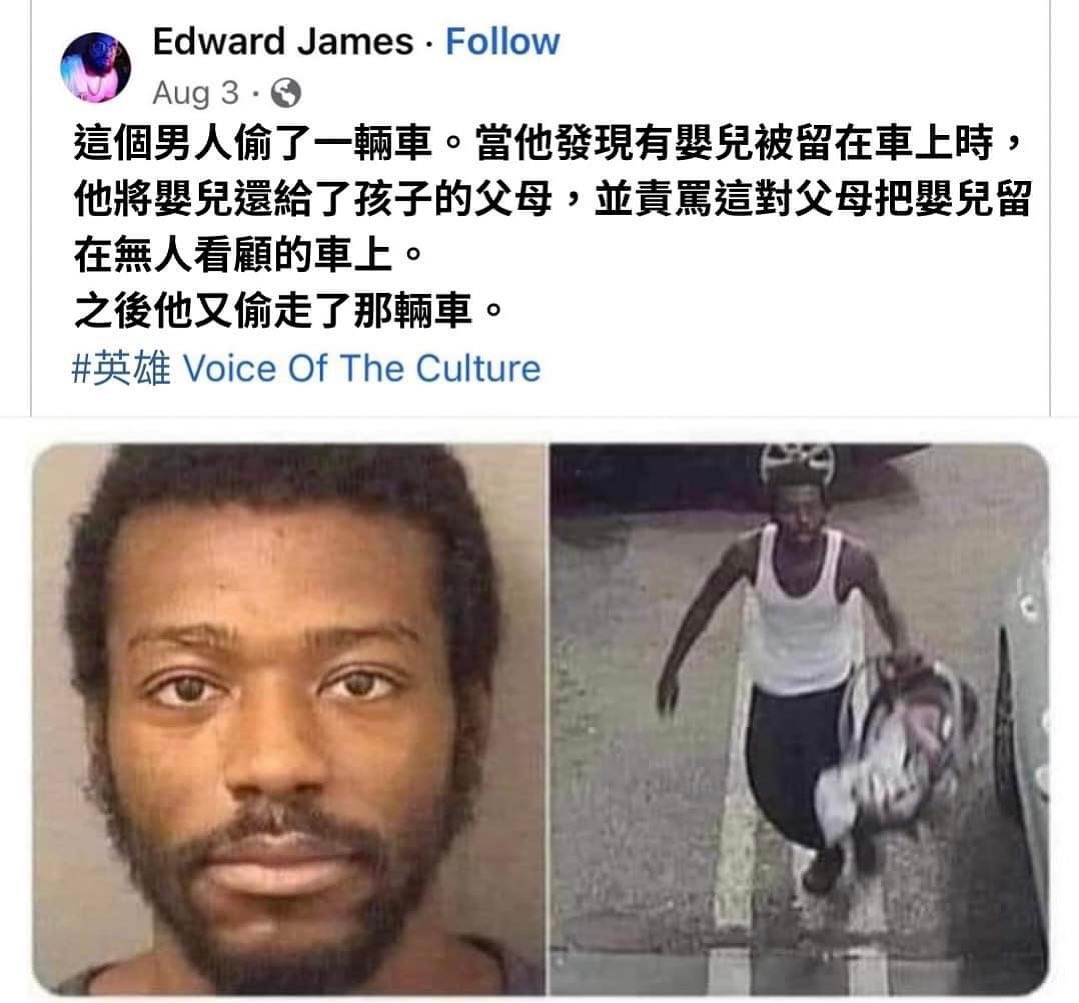 Edward James · Follow
Aug 3 ·
這個男人偷了一輛車。當他發現有嬰兒被留在車上時，
他將嬰兒還給了孩子的父母，並責罵這對父母把嬰兒留
在無人看顧的車上。
之後他又偷走了那輛車。
#英雄 Voice Of The Culture